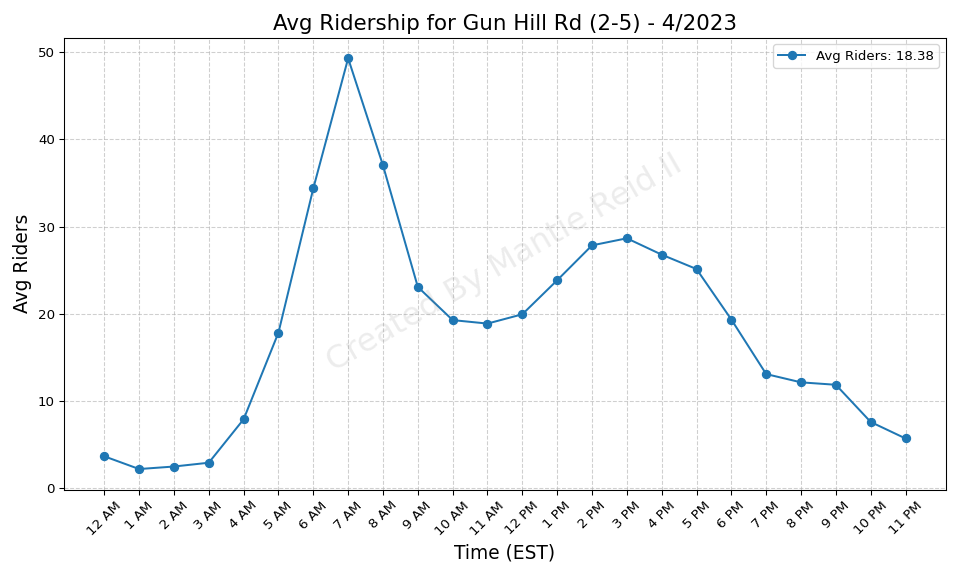 Avg Ridership for Gun Hill Rd (2-5) - 4/2023
Avg Riders: 18.38
50
40
30
20
10
0
Avg Riders
Created By Mantie Reid II
12 AM
1 AM
2 AM
3 AM
4 AM
5 AM
6 AM
7 AM
8 AM
9 AM
10 AM
11 AM
12 PM
1 PM
2 PM
3 PM
4 PM
5 PM
6 PM
7 PM
8 PM
9 PM
10 PM
11 PM
Time (EST)